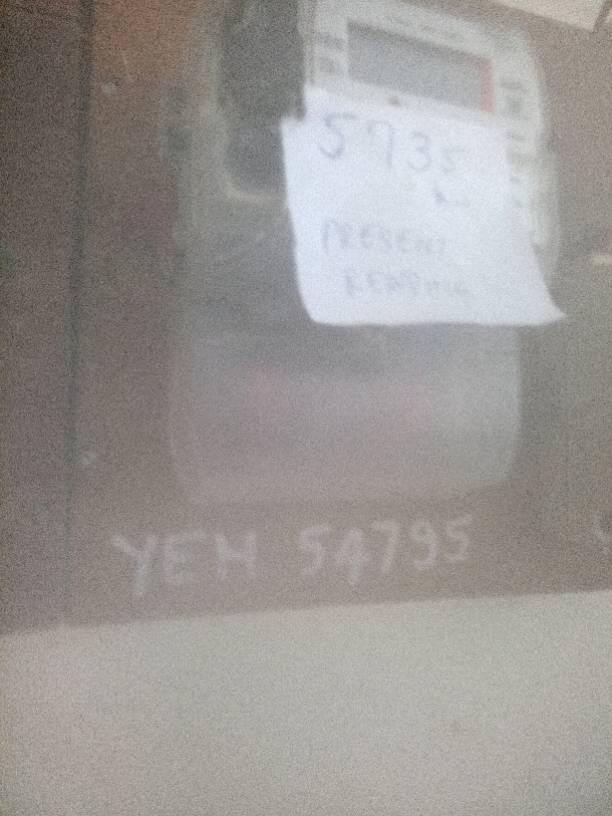 5735
PRESENT
READING
YEH 54795